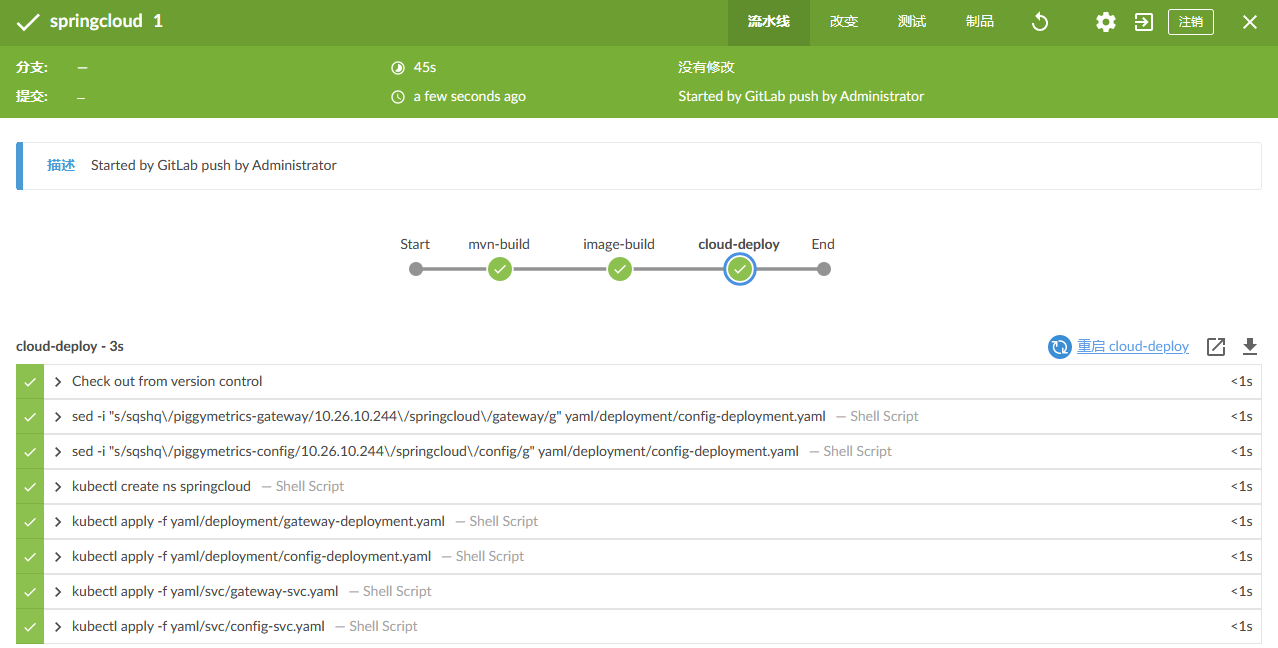 springcloud 1 流水线 改变 测试 制品 注销
分支: — 45s 没有修改
提交: – a few seconds ago Started by GitLab push by Administrator
描述 Started by GitLab push by Administrator
Start mvn-build image-build cloud-deploy End
cloud-deploy - 3s 重启 cloud-deploy
Check out from version control <1s
sed -i "s/sqshq\/piggymetrics-gateway/10.26.10.244\/springcloud\/gateway/g" yaml/deployment/config-deployment.yaml — Shell Script <1s
sed -i "s/sqshq\/piggymetrics-config/10.26.10.244\/springcloud\/config/g" yaml/deployment/config-deployment.yaml — Shell Script <1s
kubectl create ns springcloud — Shell Script <1s
kubectl apply -f yaml/deployment/gateway-deployment.yaml — Shell Script <1s
kubectl apply -f yaml/deployment/config-deployment.yaml — Shell Script <1s
kubectl apply -f yaml/svc/gateway-svc.yaml — Shell Script <1s
kubectl apply -f yaml/svc/config-svc.yaml — Shell Script <1s